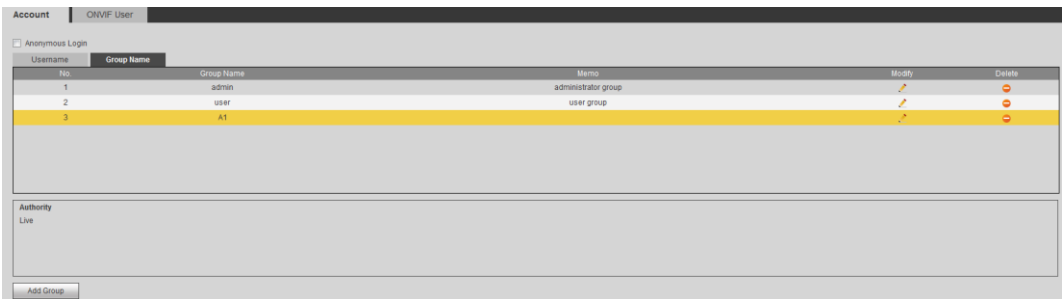 Account ONVIF User
Anonymous Login
Username Group Name
No. Group Name Memo Modify Delete
1 admin administrator group
2 user user group
3 A1
Authority
Live
Add Group